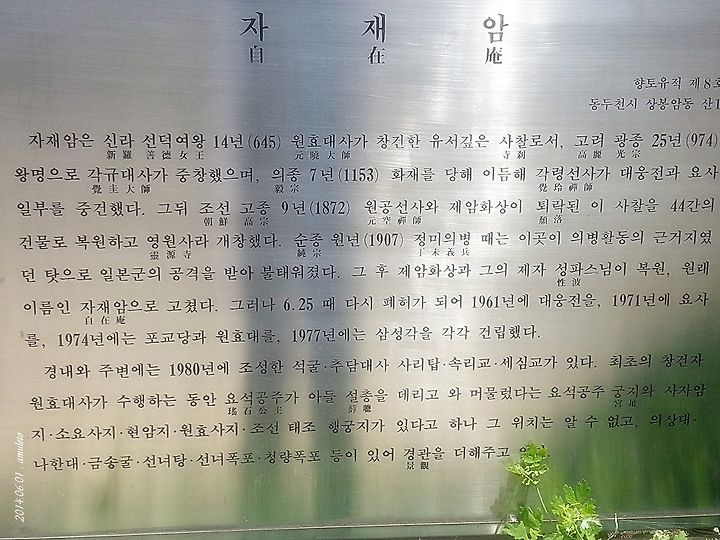 자 재 암
自 在 庵
향토유적 제8호
동두천시 상봉암동 산1
자재암은 신라 선덕여왕 14년(645) 원효대사가 창건한 유서깊은 사찰로서, 고려 광종 25년(974)
新羅 善德女王 元曉大師 寺刹 高麗 光宗
왕명으로 각규대사가 중창했으며, 의종 7년(1153) 화재를 당해 이듬해 각령선사가 대웅전과 요사
覺圭大師 毅宗 覺玲禪師
일부를 중건했다. 그뒤 조선 고종 9년(1872) 원공선사와 제암화상이 퇴락된 이 사찰을 44간의
朝鮮 高宗 元空禪師 頹落
건물로 복원하고 영원사라 개창했다. 순종 원년(1907) 정미의병 때는 이곳이 의병활동의 근거지였
靈源寺 純宗 丁未義兵
던 탓으로 일본군의 공격을 받아 불태워졌다. 그 후 제암화상과 그의 제자 성파스님이 복원, 원래
性波
이름인 자재암으로 고쳤다. 그러나 6.25 때 다시 폐허가 되어 1961년에 대웅전을, 1971년에 요사
自在庵
를, 1974년에는 포교당과 원효대를, 1977년에는 삼성각을 각각 건립했다.
경내와 주변에는 1980년에 조성한 석굴·추담대사 사리탑·속리교·세심교가 있다. 최초의 창건자
원효대사가 수행하는 동안 요석공주가 아들 설총을 데리고 와 머물렀다는 요석공주 궁지와 사자암
瑤石公主 薛聰 宮址
지·소요사지·현암지·원효사지·조선 태조 행궁지가 있다고 하나 그 위치는 알 수 없고, 의상대·
나한대·금송굴·선녀탕·선녀폭포·청량폭포 등이 있어 경관을 더해주고
景觀
2014.06.01. amuleto